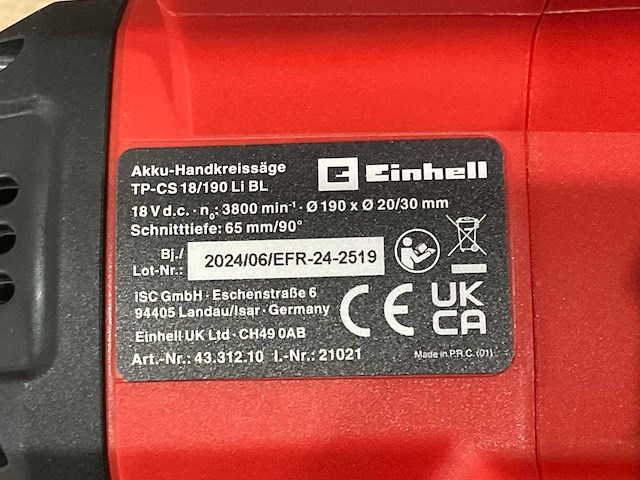 Akku-Handkreissäge
TP-CS 18/190 Li BL
Einhell
18 V d.c. · n₀: 3800 min⁻¹ · Ø 190 x Ø 20/30 mm
Schnitttiefe: 65 mm/90°
Bj./
Lot-Nr.: 2024/06/EFR-24-2519
iSC GmbH · Eschenstraße 6
94405 Landau/Isar · Germany
Einhell UK Ltd · CH49 0AB
Art.-Nr.: 43.312.10 I.-Nr.: 21021
CE
UK
CA
Made in P.R.C. (01)